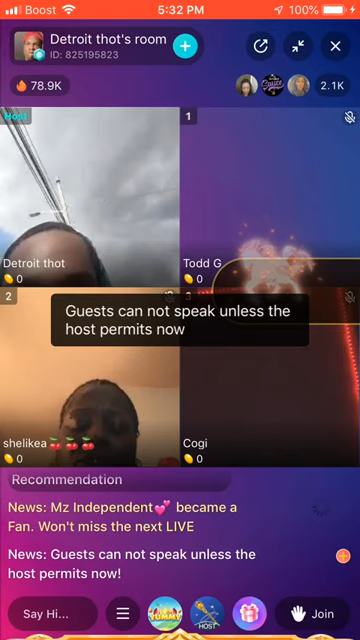 Boost 5:32 PM 100%
Detroit thot's room
ID: 825195823
78.9K 2.1K
Host
1
Detroit thot
0
Todd G
0
2
Guests can not speak unless the
host permits now
shelikea🍒🍒🍒
0
Cogi
0
Recommendation
News: Mz Independent💕 became a
Fan. Won't miss the next LIVE
News: Guests can not speak unless the
host permits now!
Say Hi...
YUMMY
HOST
Join